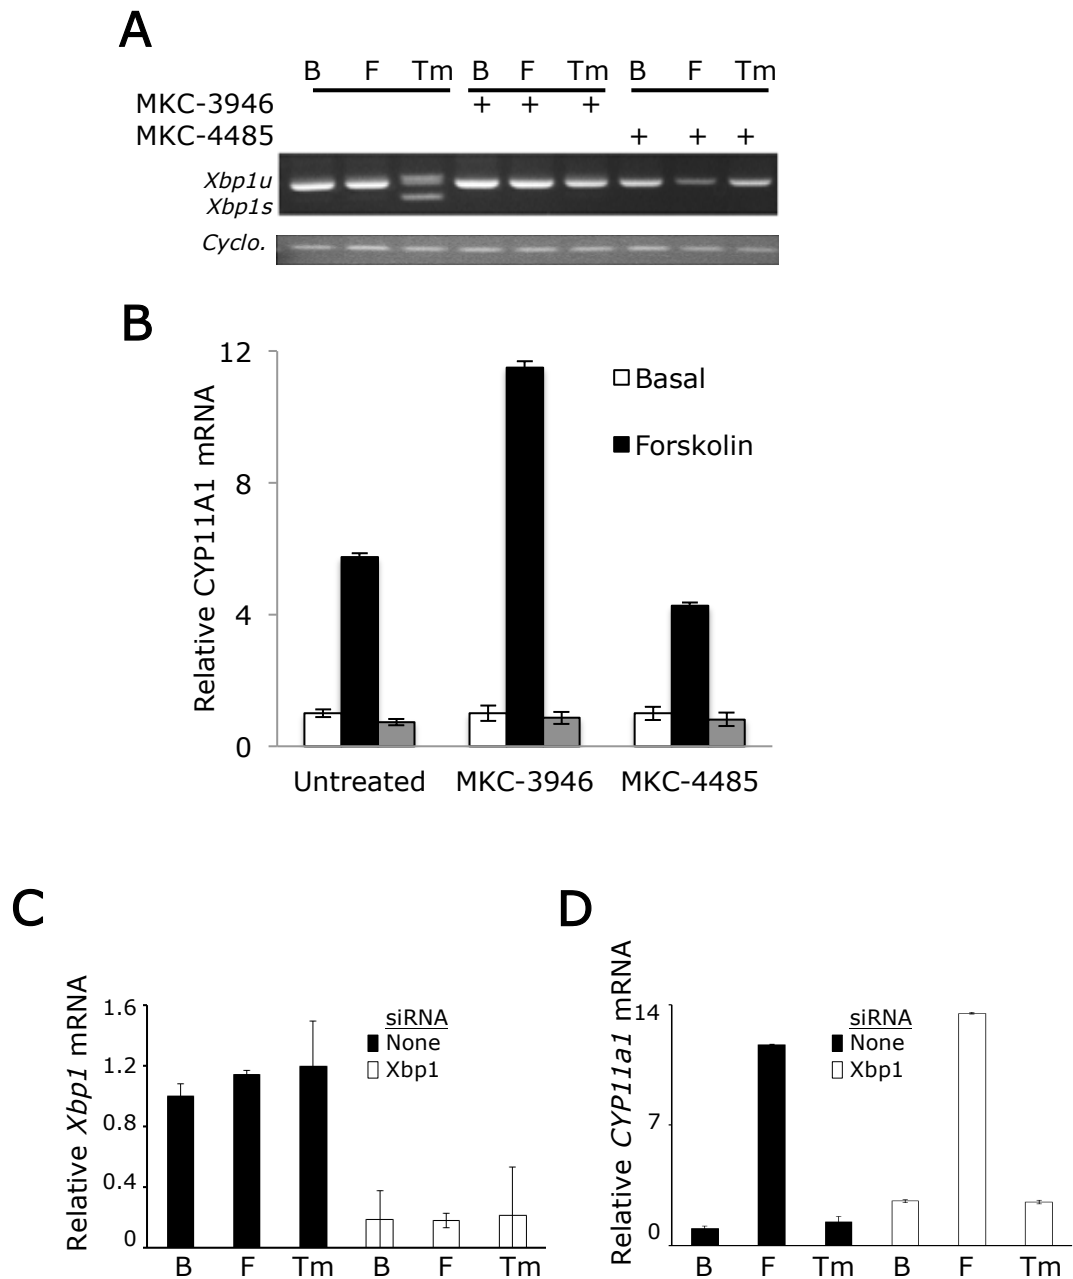 A
B F Tm B F Tm B F Tm
MKC-3946 + + +
MKC-4485 + + +
Xbp1u
Xbp1s
Cyclo.
B
Relative CYP11A1 mRNA
12
8
4
0
Basal
Forskolin
Untreated MKC-3946 MKC-4485
C
Relative Xbp1 mRNA
1.6
1.2
0.8
0.4
0
siRNA
None
Xbp1
B F Tm B F Tm
D
Relative CYP11a1 mRNA
14
7
0
siRNA
None
Xbp1
B F Tm B F Tm